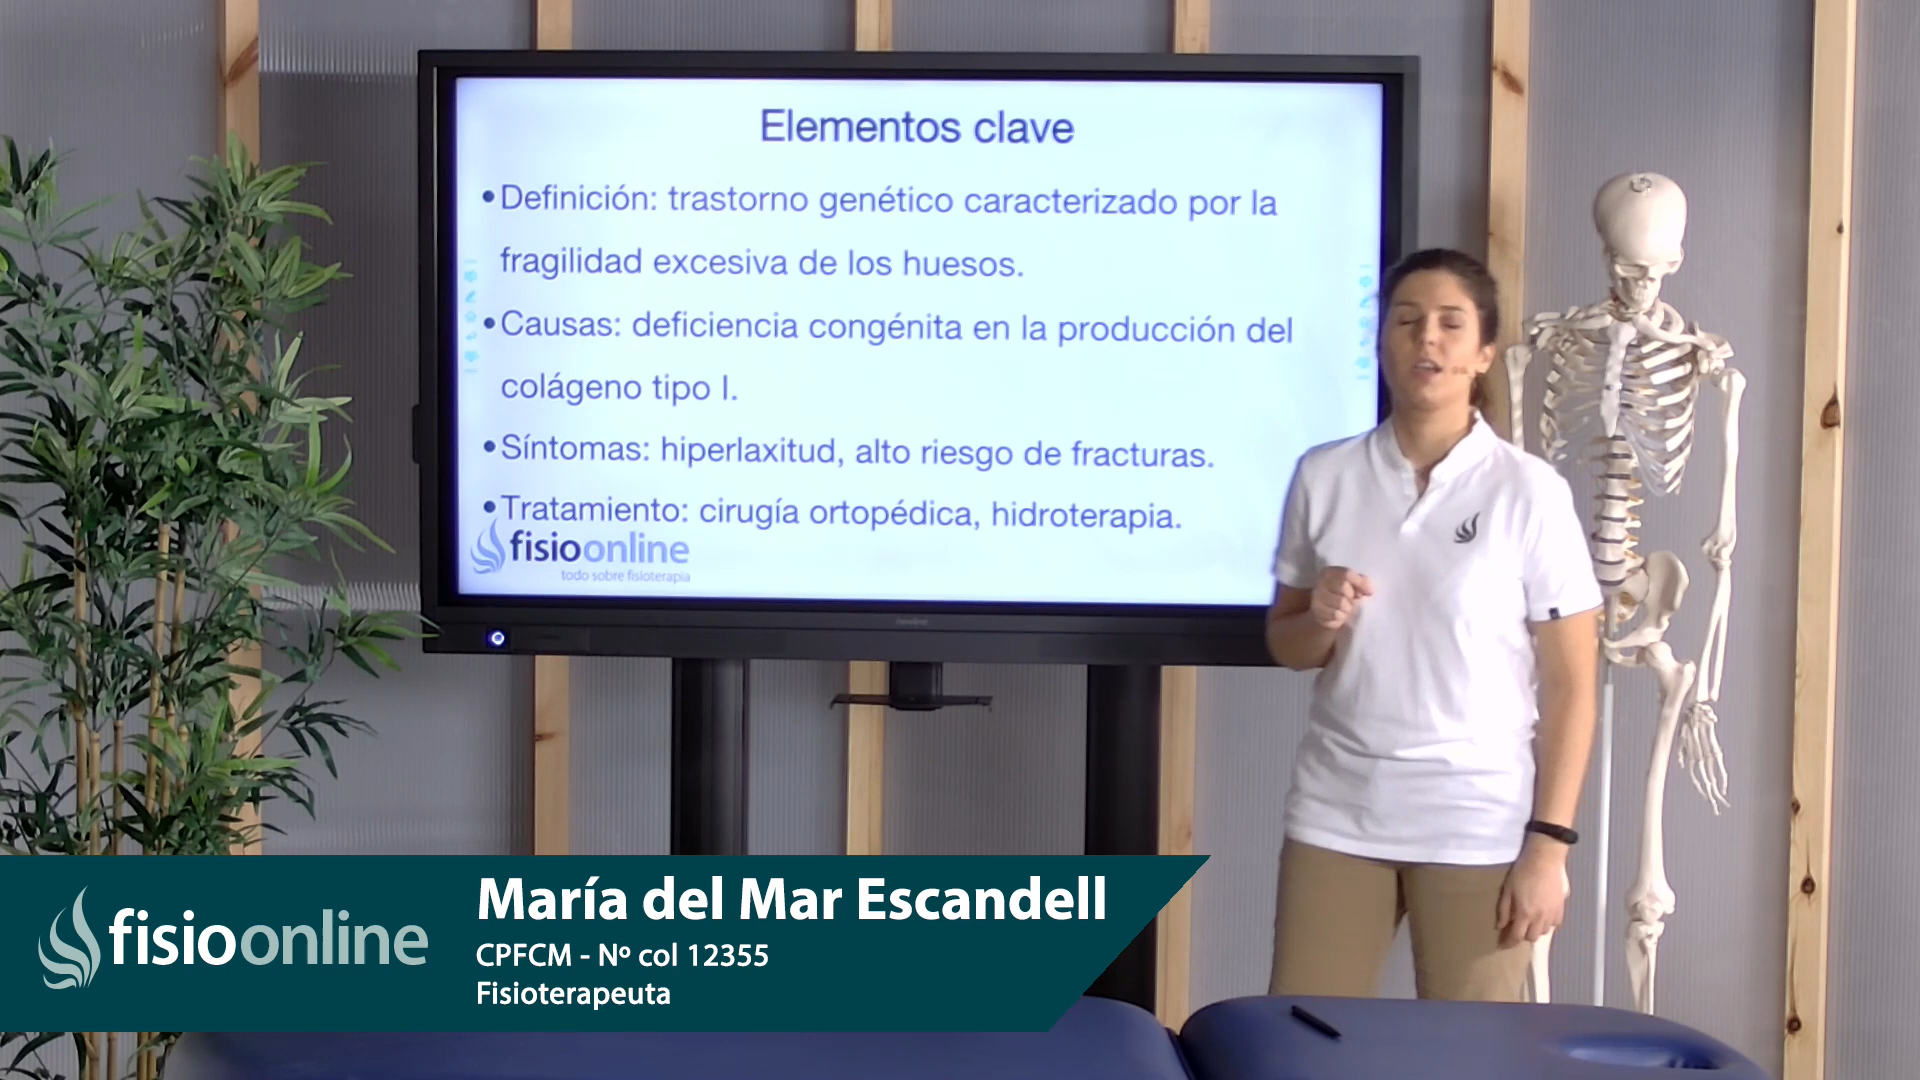 Elementos clave
• Definición: trastorno genético caracterizado por la
fragilidad excesiva de los huesos.
• Causas: deficiencia congénita en la producción del
colágeno tipo I.
• Síntomas: hiperlaxitud, alto riesgo de fracturas.
• Tratamiento: cirugía ortopédica, hidroterapia.
fisioonline
todo sobre fisioterapia
newline
fisioonline
María del Mar Escandell
CPFCM - Nº col 12355
Fisioterapeuta